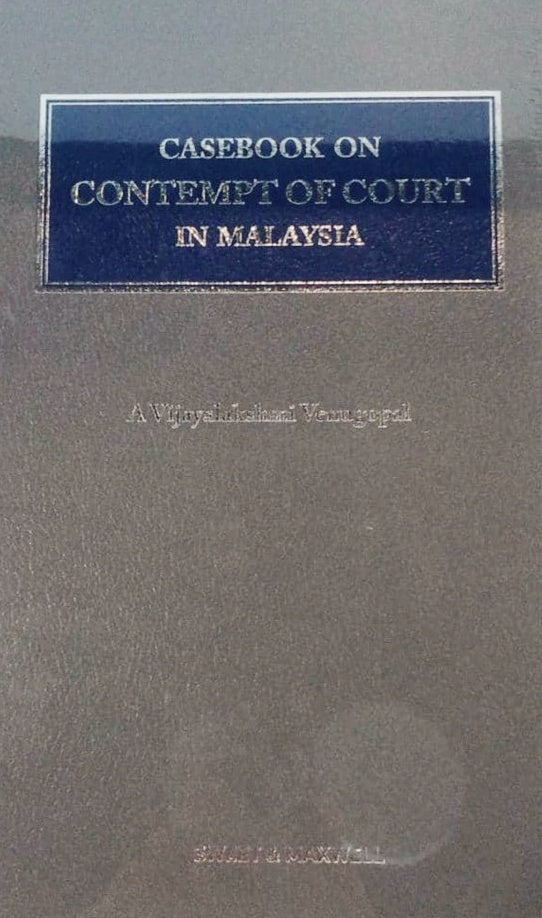 CASEBOOK ON
CONTEMPT OF COURT
IN MALAYSIA
A Vijayalakshmi Venugopal
SWEET & MAXWELL